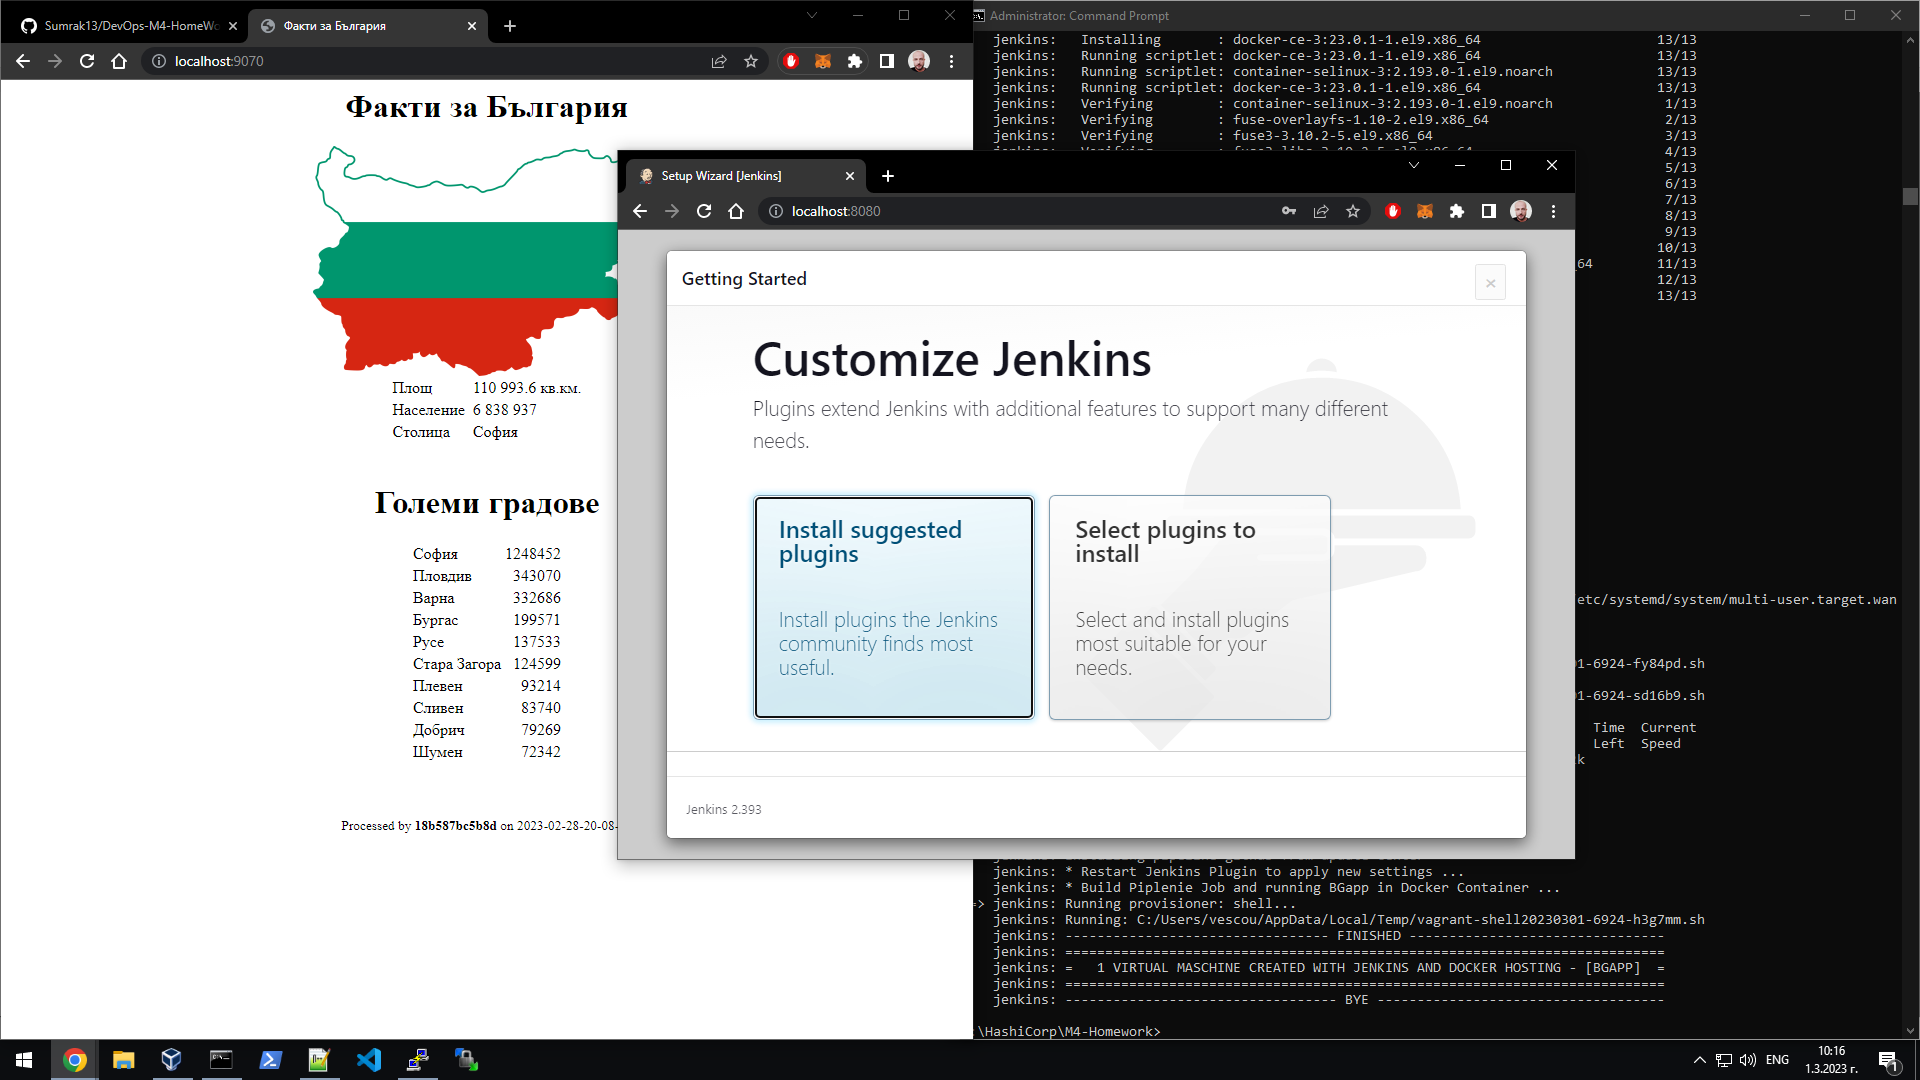 Sumrak13/DevOps-M4-HomeWo
Факти за България
localhost:9070
Факти за България
Площ 110 993.6 кв.км.
Население 6 838 937
Столица София
Големи градове
София 1248452
Пловдив 343070
Варна 332686
Бургас 199571
Русе 137533
Стара Загора 124599
Плевен 93214
Сливен 83740
Добрич 79269
Шумен 72342
Processed by 18b587bc5b8d on 2023-02-28-20-08-
Setup Wizard [Jenkins]
localhost:8080
Getting Started
Customize Jenkins
Plugins extend Jenkins with additional features to support many different
needs.
Install suggested
plugins
Install plugins the Jenkins
community finds most
useful.
Select plugins to
install
Select and install plugins
most suitable for your
needs.
Jenkins 2.393
Administrator: Command Prompt
jenkins: Installing : docker-ce-3:23.0.1-1.el9.x86_64 13/13
jenkins: Running scriptlet: docker-ce-3:23.0.1-1.el9.x86_64 13/13
jenkins: Running scriptlet: container-selinux-3:2.193.0-1.el9.noarch 13/13
jenkins: Running scriptlet: docker-ce-3:23.0.1-1.el9.x86_64 13/13
jenkins: Verifying : container-selinux-3:2.193.0-1.el9.noarch 1/13
jenkins: Verifying : fuse-overlayfs-1.10-2.el9.x86_64 2/13
jenkins: Verifying : fuse3-3.10.2-5.el9.x86_64 3/13
jenkins: Verifying : fuse3-libs-3.10.2-5.el9.x86_64 4/13
5/13
6/13
7/13
8/13
9/13
10/13
_64 11/13
12/13
13/13
etc/systemd/system/multi-user.target.wan
01-6924-fy84pd.sh
01-6924-sd16b9.sh
Time Current
Left Speed
k
jenkins: * Restart Jenkins Plugin to apply new settings ...
jenkins: * Build Piplenie Job and running BGapp in Docker Container ...
=> jenkins: Running provisioner: shell...
jenkins: Running: C:/Users/vescou/AppData/Local/Temp/vagrant-shell20230301-6924-h3g7mm.sh
jenkins: --------------------------------- FINISHED --------------------------------
jenkins: ===========================================================================
jenkins: =   1 VIRTUAL MASCHINE CREATED WITH JENKINS AND DOCKER HOSTING - [BGAPP]  =
jenkins: ===========================================================================
jenkins: ---------------------------------- BYE ------------------------------------
:\HashiCorp\M4-Homework>
ENG
10:16
1.3.2023 г.
1